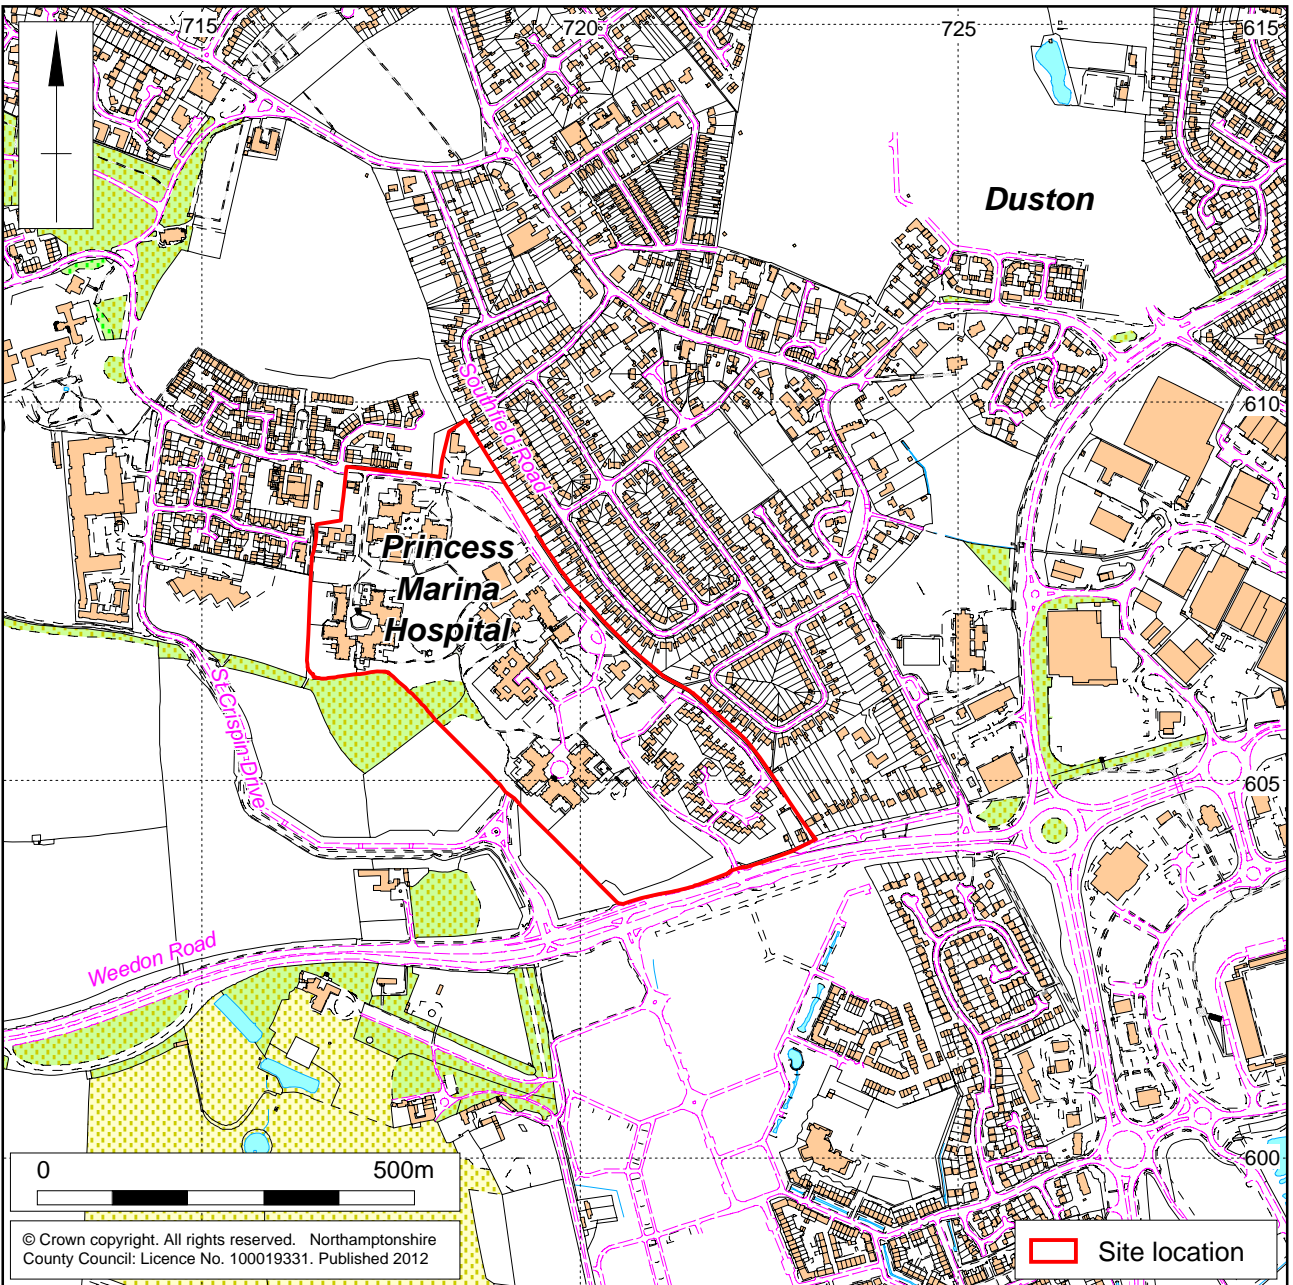 715
720
725
615
Duston
Southfield Road
610
Princess
Marina
Hospital
St Crispin Drive
605
Weedon Road
600
0 500m
© Crown copyright. All rights reserved. Northamptonshire
County Council: Licence No. 100019331. Published 2012
Site location